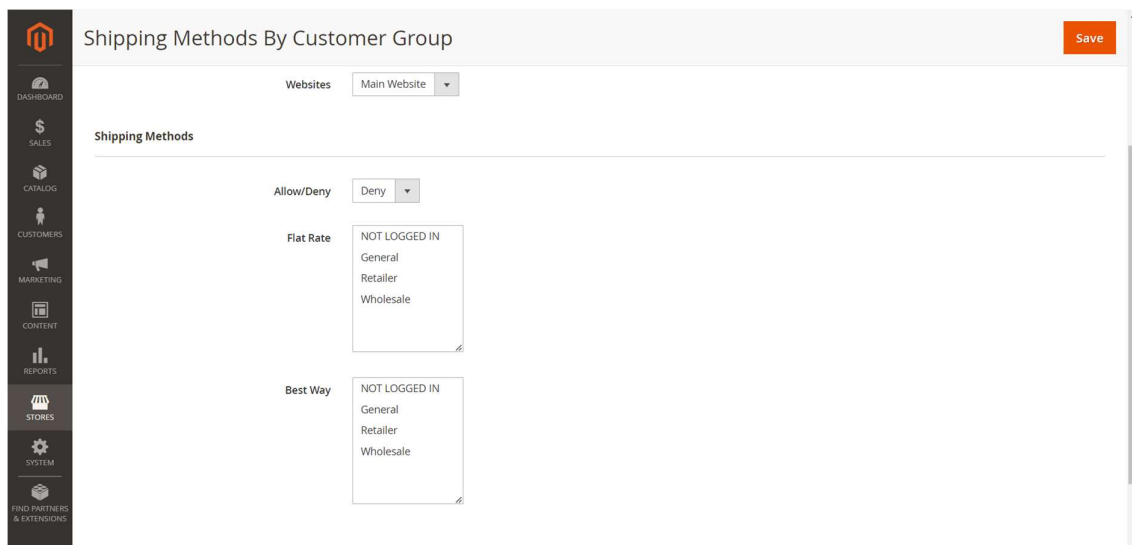 Shipping Methods By Customer Group
Save
DASHBOARD
$
SALES
CATALOG
CUSTOMERS
MARKETING
CONTENT
REPORTS
STORES
SYSTEM
FIND PARTNERS
& EXTENSIONS
Websites Main Website
Shipping Methods
Allow/Deny Deny
Flat Rate NOT LOGGED IN
General
Retailer
Wholesale
Best Way NOT LOGGED IN
General
Retailer
Wholesale